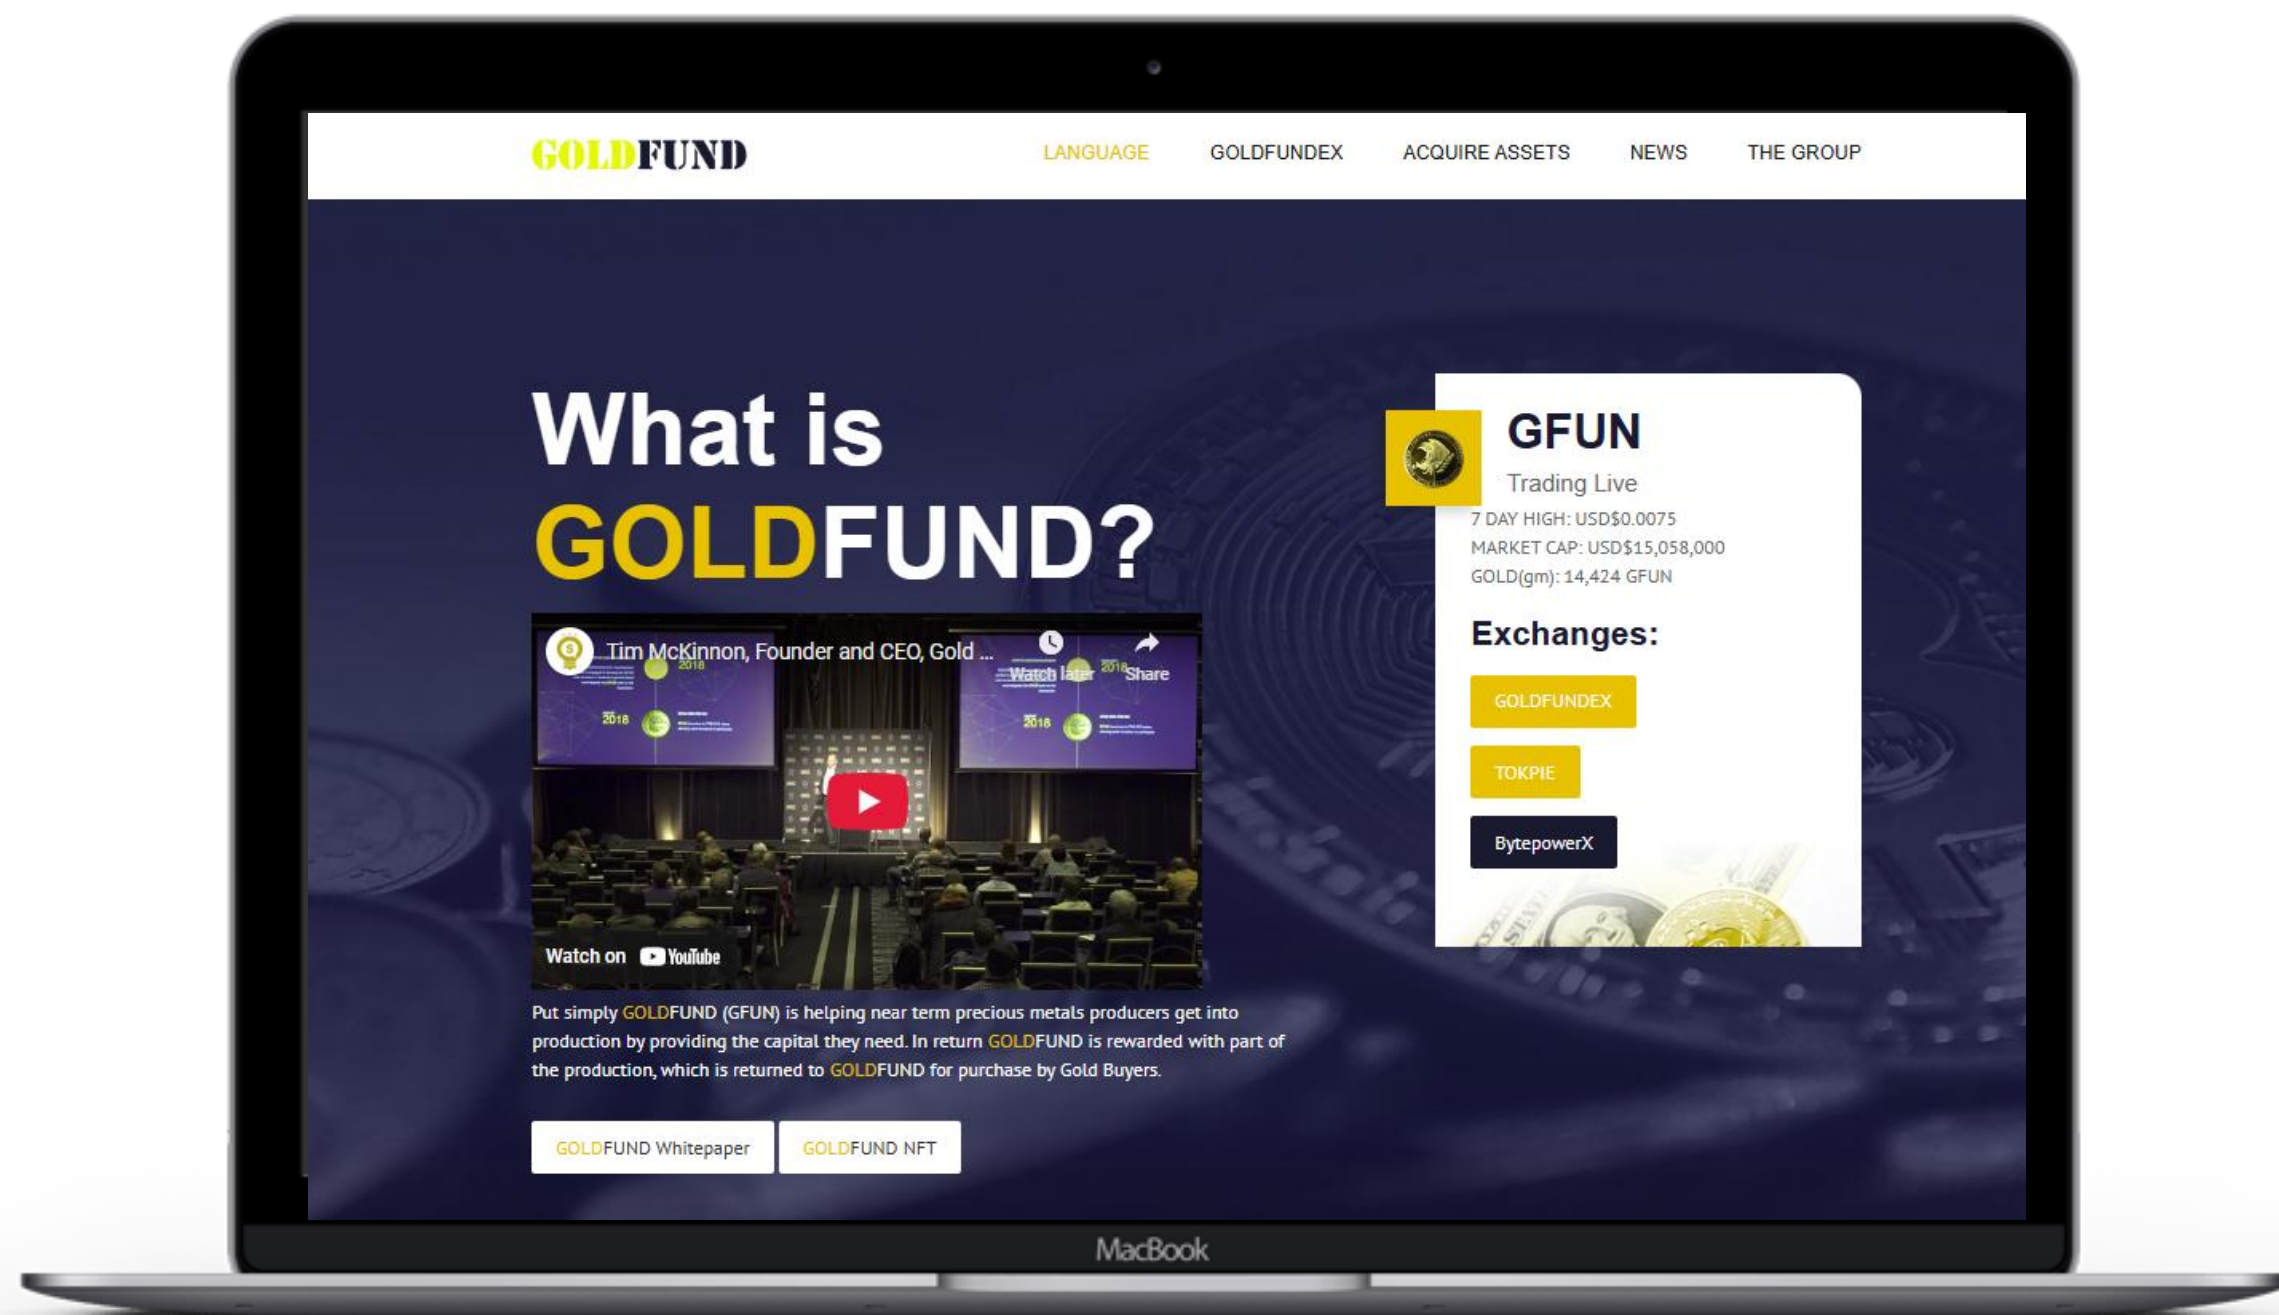 GOLDFUND
LANGUAGE GOLDFUNDEX ACQUIRE ASSETS NEWS THE GROUP
What is
GOLDFUND?
Tim McKinnon, Founder and CEO, Gold ...
Watch later
Share
2018
2018
2018
2018
Watch on YouTube
Put simply GOLDFUND (GFUN) is helping near term precious metals producers get into
production by providing the capital they need. In return GOLDFUND is rewarded with part of
the production, which is returned to GOLDFUND for purchase by Gold Buyers.
GOLDFUND Whitepaper GOLDFUND NFT
GFUN
Trading Live
7 DAY HIGH: USD$0.0075
MARKET CAP: USD$15,058,000
GOLD(gm): 14,424 GFUN
Exchanges:
GOLDFUNDEX
TOKPIE
BytepowerX
MacBook